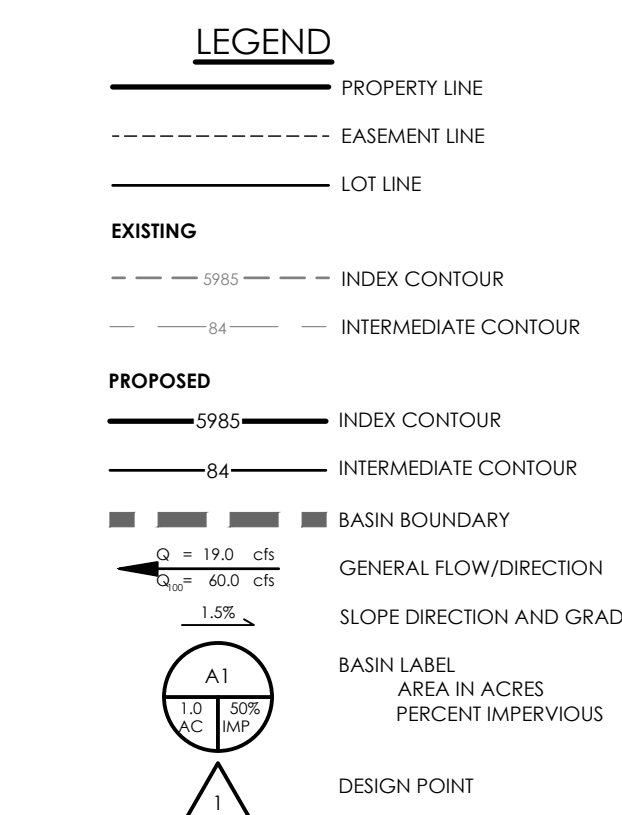 LEGEND
PROPERTY LINE
EASEMENT LINE
LOT LINE
EXISTING
5985 INDEX CONTOUR
84 INTERMEDIATE CONTOUR
PROPOSED
5985 INDEX CONTOUR
84 INTERMEDIATE CONTOUR
BASIN BOUNDARY
Q = 19.0 cfs
Q100= 60.0 cfs
GENERAL FLOW/DIRECTION
1.5% SLOPE DIRECTION AND GRAD
A1
1.0 AC
50% IMP
BASIN LABEL
AREA IN ACRES
PERCENT IMPERVIOUS
1 DESIGN POINT